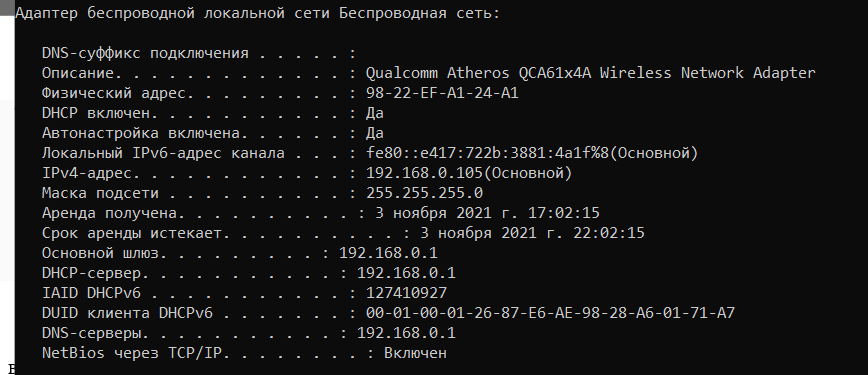 Адаптер беспроводной локальной сети Беспроводная сеть:
DNS-суффикс подключения . . . . . :
Описание. . . . . . . . . . . . . : Qualcomm Atheros QCA61x4A Wireless Network Adapter
Физический адрес. . . . . . . . . : 98-22-EF-A1-24-A1
DHCP включен. . . . . . . . . . . : Да
Автонастройка включена. . . . . . : Да
Локальный IPv6-адрес канала . . . : fe80::e417:722b:3881:4a1f%8(Основной)
IPv4-адрес. . . . . . . . . . . . : 192.168.0.105(Основной)
Маска подсети . . . . . . . . . . : 255.255.255.0
Аренда получена. . . . . . . . . . : 3 ноября 2021 г. 17:02:15
Срок аренды истекает. . . . . . . . . . : 3 ноября 2021 г. 22:02:15
Основной шлюз. . . . . . . . . : 192.168.0.1
DHCP-сервер. . . . . . . . . . . : 192.168.0.1
IAID DHCPv6 . . . . . . . . . . . : 127410927
DUID клиента DHCPv6 . . . . . . . : 00-01-00-01-26-87-E6-AE-98-28-A6-01-71-A7
DNS-серверы. . . . . . . . . . . : 192.168.0.1
NetBios через TCP/IP. . . . . . . . : Включен